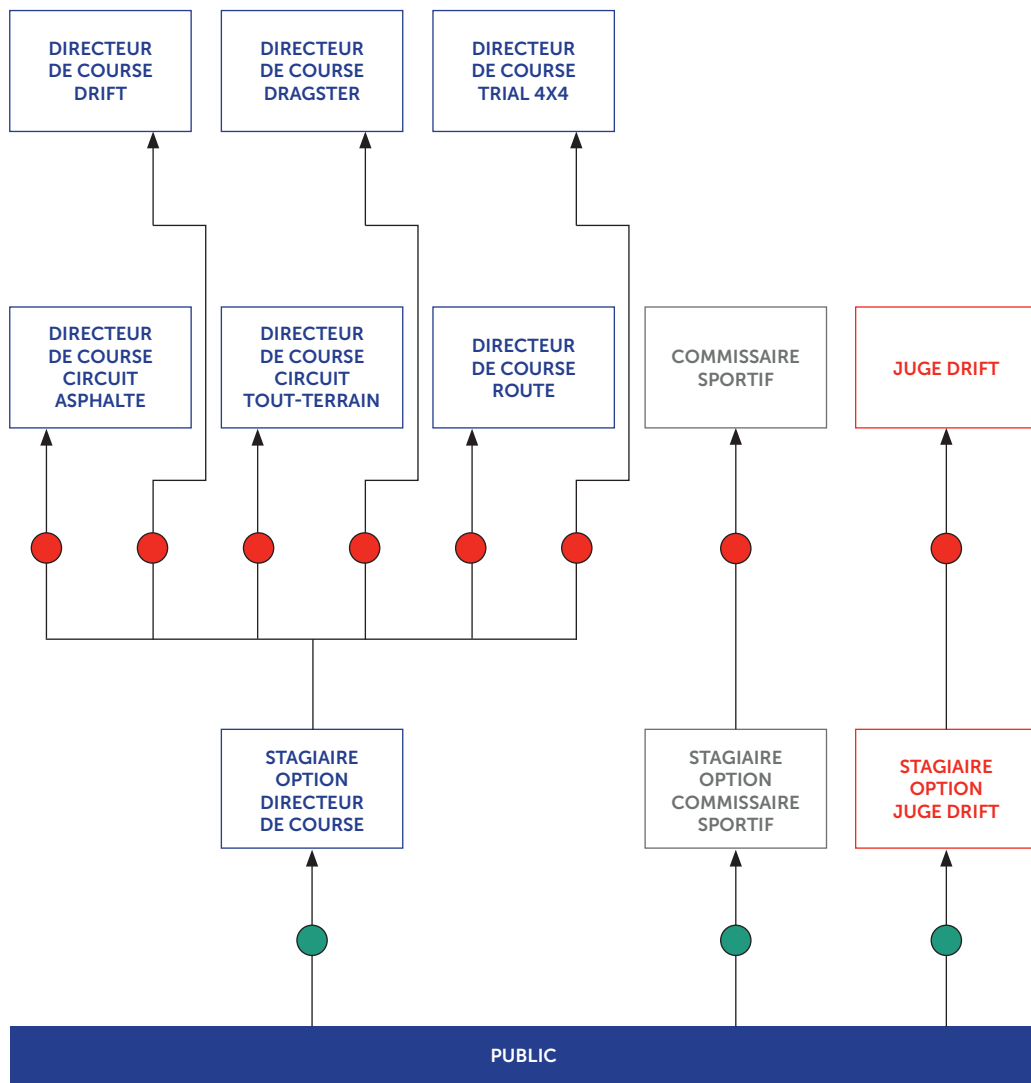 DIRECTEUR
DE COURSE
DRIFT
DIRECTEUR
DE COURSE
DRAGSTER
DIRECTEUR
DE COURSE
TRIAL 4X4
DIRECTEUR
DE COURSE
CIRCUIT
ASPHALTE
DIRECTEUR
DE COURSE
CIRCUIT
TOUT-TERRAIN
DIRECTEUR
DE COURSE
ROUTE
COMMISSAIRE
SPORTIF
JUGE DRIFT
STAGIAIRE
OPTION
DIRECTEUR
DE COURSE
STAGIAIRE
OPTION
COMMISSAIRE
SPORTIF
STAGIAIRE
OPTION
JUGE DRIFT
PUBLIC